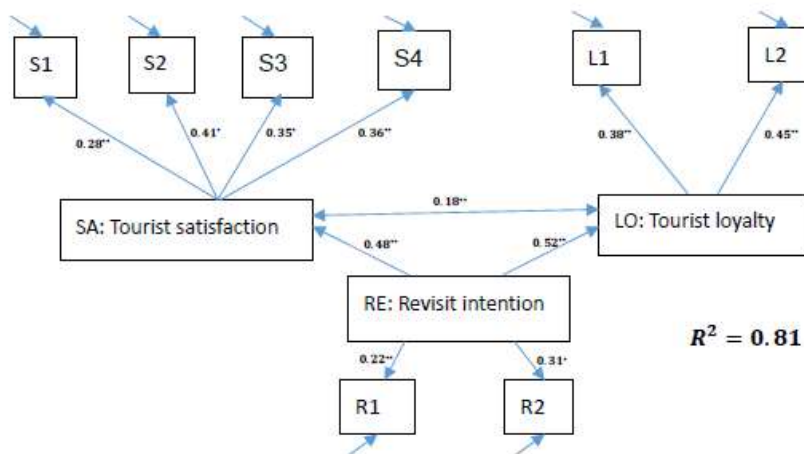 S1
S2
S3
S4
L1
L2
0.28**
0.41*
0.35*
0.36**
0.38**
0.45**
SA: Tourist satisfaction
0.18**
LO: Tourist loyalty
0.48**
0.52**
RE: Revisit intention
R² = 0.81
0.22**
0.31*
R1
R2